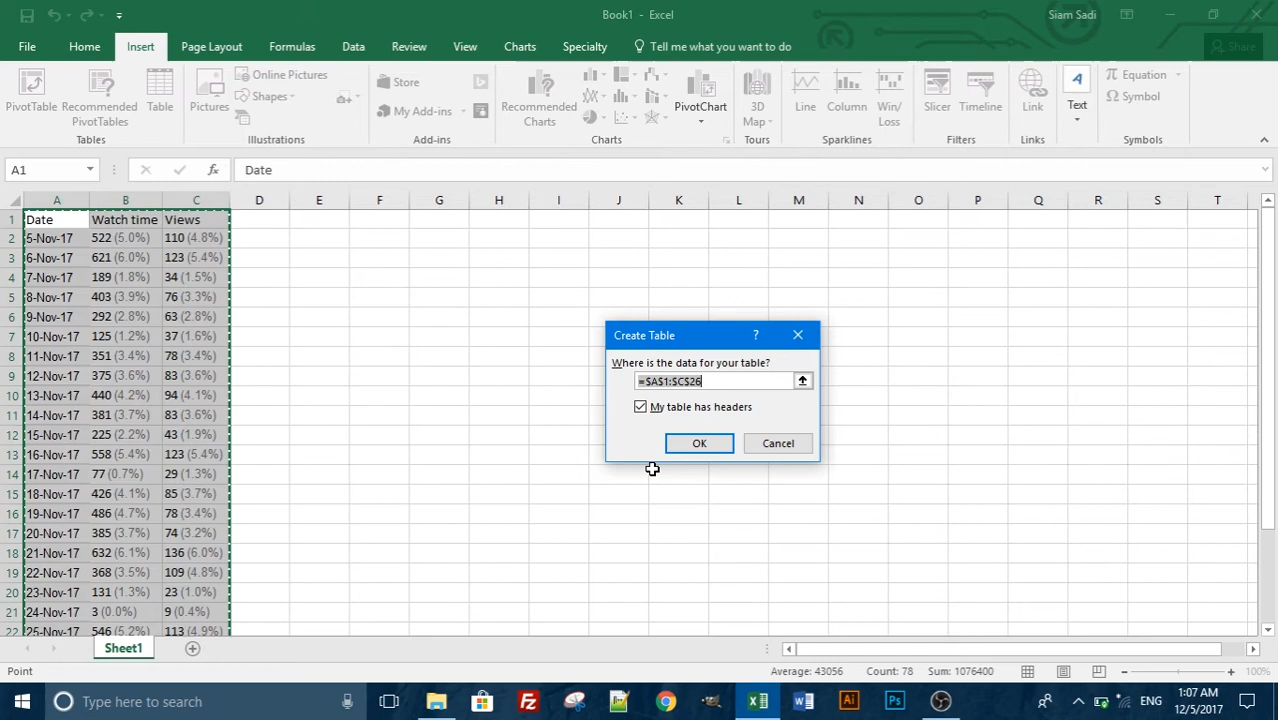 Book1 - Excel
Siam Sadi
File Home Insert Page Layout Formulas Data Review View Charts Specialty Tell me what you want to do Share
PivotTable Recommended PivotTables Table
Tables
Pictures Online Pictures Shapes
Illustrations
Store
My Add-ins
Add-ins
Recommended Charts
PivotChart
Charts
3D Map
Tours
Line Column Win/Loss
Sparklines
Slicer Timeline
Filters
Link
Links
Text
A
Equation
Symbol
Symbols
A1 fx Date
A B C D E F G H I J K L M N O P Q R S T
1 Date Watch time Views
2 5-Nov-17 522 (5.0%) 110 (4.8%)
3 6-Nov-17 621 (6.0%) 123 (5.4%)
4 7-Nov-17 189 (1.8%) 34 (1.5%)
5 8-Nov-17 403 (3.9%) 76 (3.3%)
6 9-Nov-17 292 (2.8%) 63 (2.8%)
7 10-Nov-17 125 (1.2%) 37 (1.6%)
8 11-Nov-17 351 (3.4%) 78 (3.4%)
9 12-Nov-17 375 (3.6%) 83 (3.6%)
10 13-Nov-17 440 (4.2%) 94 (4.1%)
11 14-Nov-17 381 (3.7%) 83 (3.6%)
12 15-Nov-17 225 (2.2%) 43 (1.9%)
13 16-Nov-17 558 (5.4%) 123 (5.4%)
14 17-Nov-17 77 (0.7%) 29 (1.3%)
15 18-Nov-17 426 (4.1%) 85 (3.7%)
16 19-Nov-17 486 (4.7%) 78 (3.4%)
17 20-Nov-17 385 (3.7%) 74 (3.2%)
18 21-Nov-17 632 (6.1%) 136 (6.0%)
19 22-Nov-17 368 (3.5%) 109 (4.8%)
20 23-Nov-17 131 (1.3%) 23 (1.0%)
21 24-Nov-17 3 (0.0%) 9 (0.4%)
22 25-Nov-17 546 (5.2%) 113 (4.9%)
Create Table ?
Where is the data for your table?
=$A$1:$C$26
My table has headers
OK Cancel
Sheet1
Point Average: 43056 Count: 78 Sum: 1076400 100%
Type here to search
ENG
1:07 AM
12/5/2017